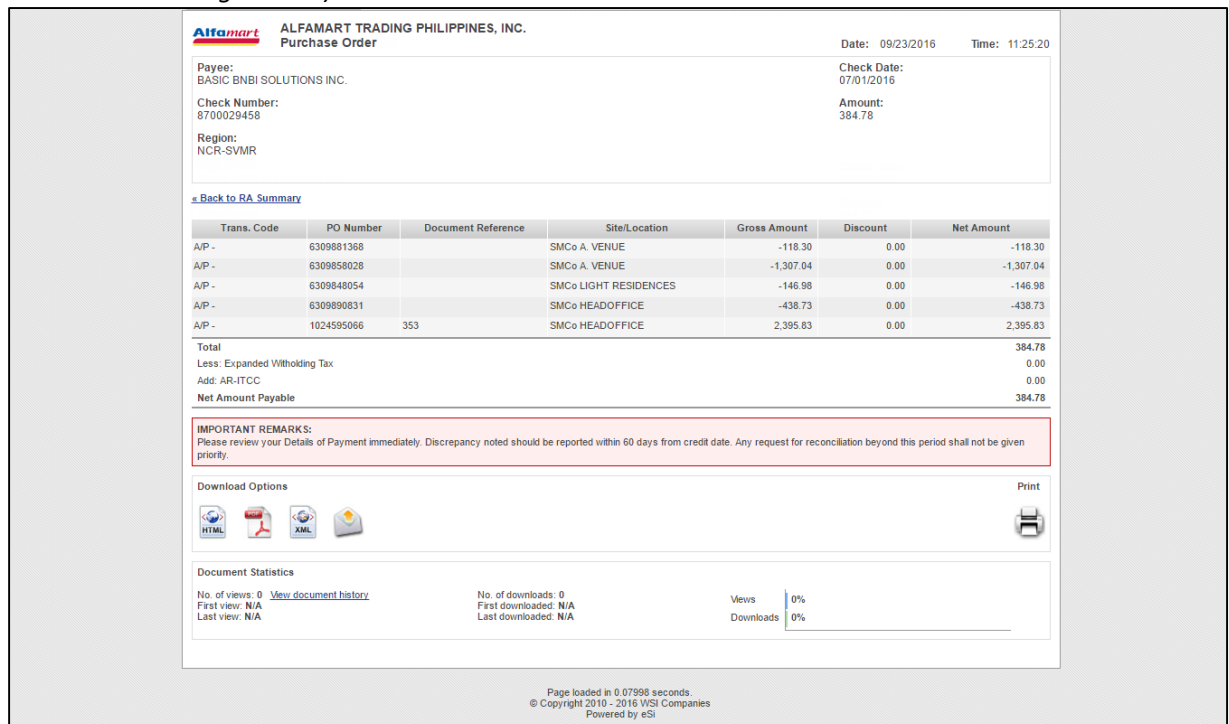 Alfamart
ALFAMART TRADING PHILIPPINES, INC.
Purchase Order
Date: 09/23/2016 Time: 11:25:20
Payee:
BASIC BNBI SOLUTIONS INC.
Check Date:
07/01/2016
Check Number:
8700029458
Amount:
384.78
Region:
NCR-SVMR
« Back to RA Summary
Trans. Code PO Number Document Reference Site/Location Gross Amount Discount Net Amount
A/P - 6309881368 SMCo A. VENUE -118.30 0.00 -118.30
A/P - 6309858028 SMCo A. VENUE -1,307.04 0.00 -1,307.04
A/P - 6309848054 SMCo LIGHT RESIDENCES -146.98 0.00 -146.98
A/P - 6309890831 SMCo HEADOFFICE -438.73 0.00 -438.73
A/P - 1024595066 353 SMCo HEADOFFICE 2,395.83 0.00 2,395.83
Total 384.78
Less: Expanded Witholding Tax 0.00
Add: AR-ITCC 0.00
Net Amount Payable 384.78
IMPORTANT REMARKS:
Please review your Details of Payment immediately. Discrepancy noted should be reported within 60 days from credit date. Any request for reconciliation beyond this period shall not be given
priority.
Download Options Print
HTML PDF XML
Document Statistics
No. of views: 0 View document history
First view: N/A
Last view: N/A
No. of downloads: 0
First downloaded: N/A
Last downloaded: N/A
Views 0%
Downloads 0%
Page loaded in 0.07998 seconds.
© Copyright 2010 - 2016 WSI Companies
Powered by eSi